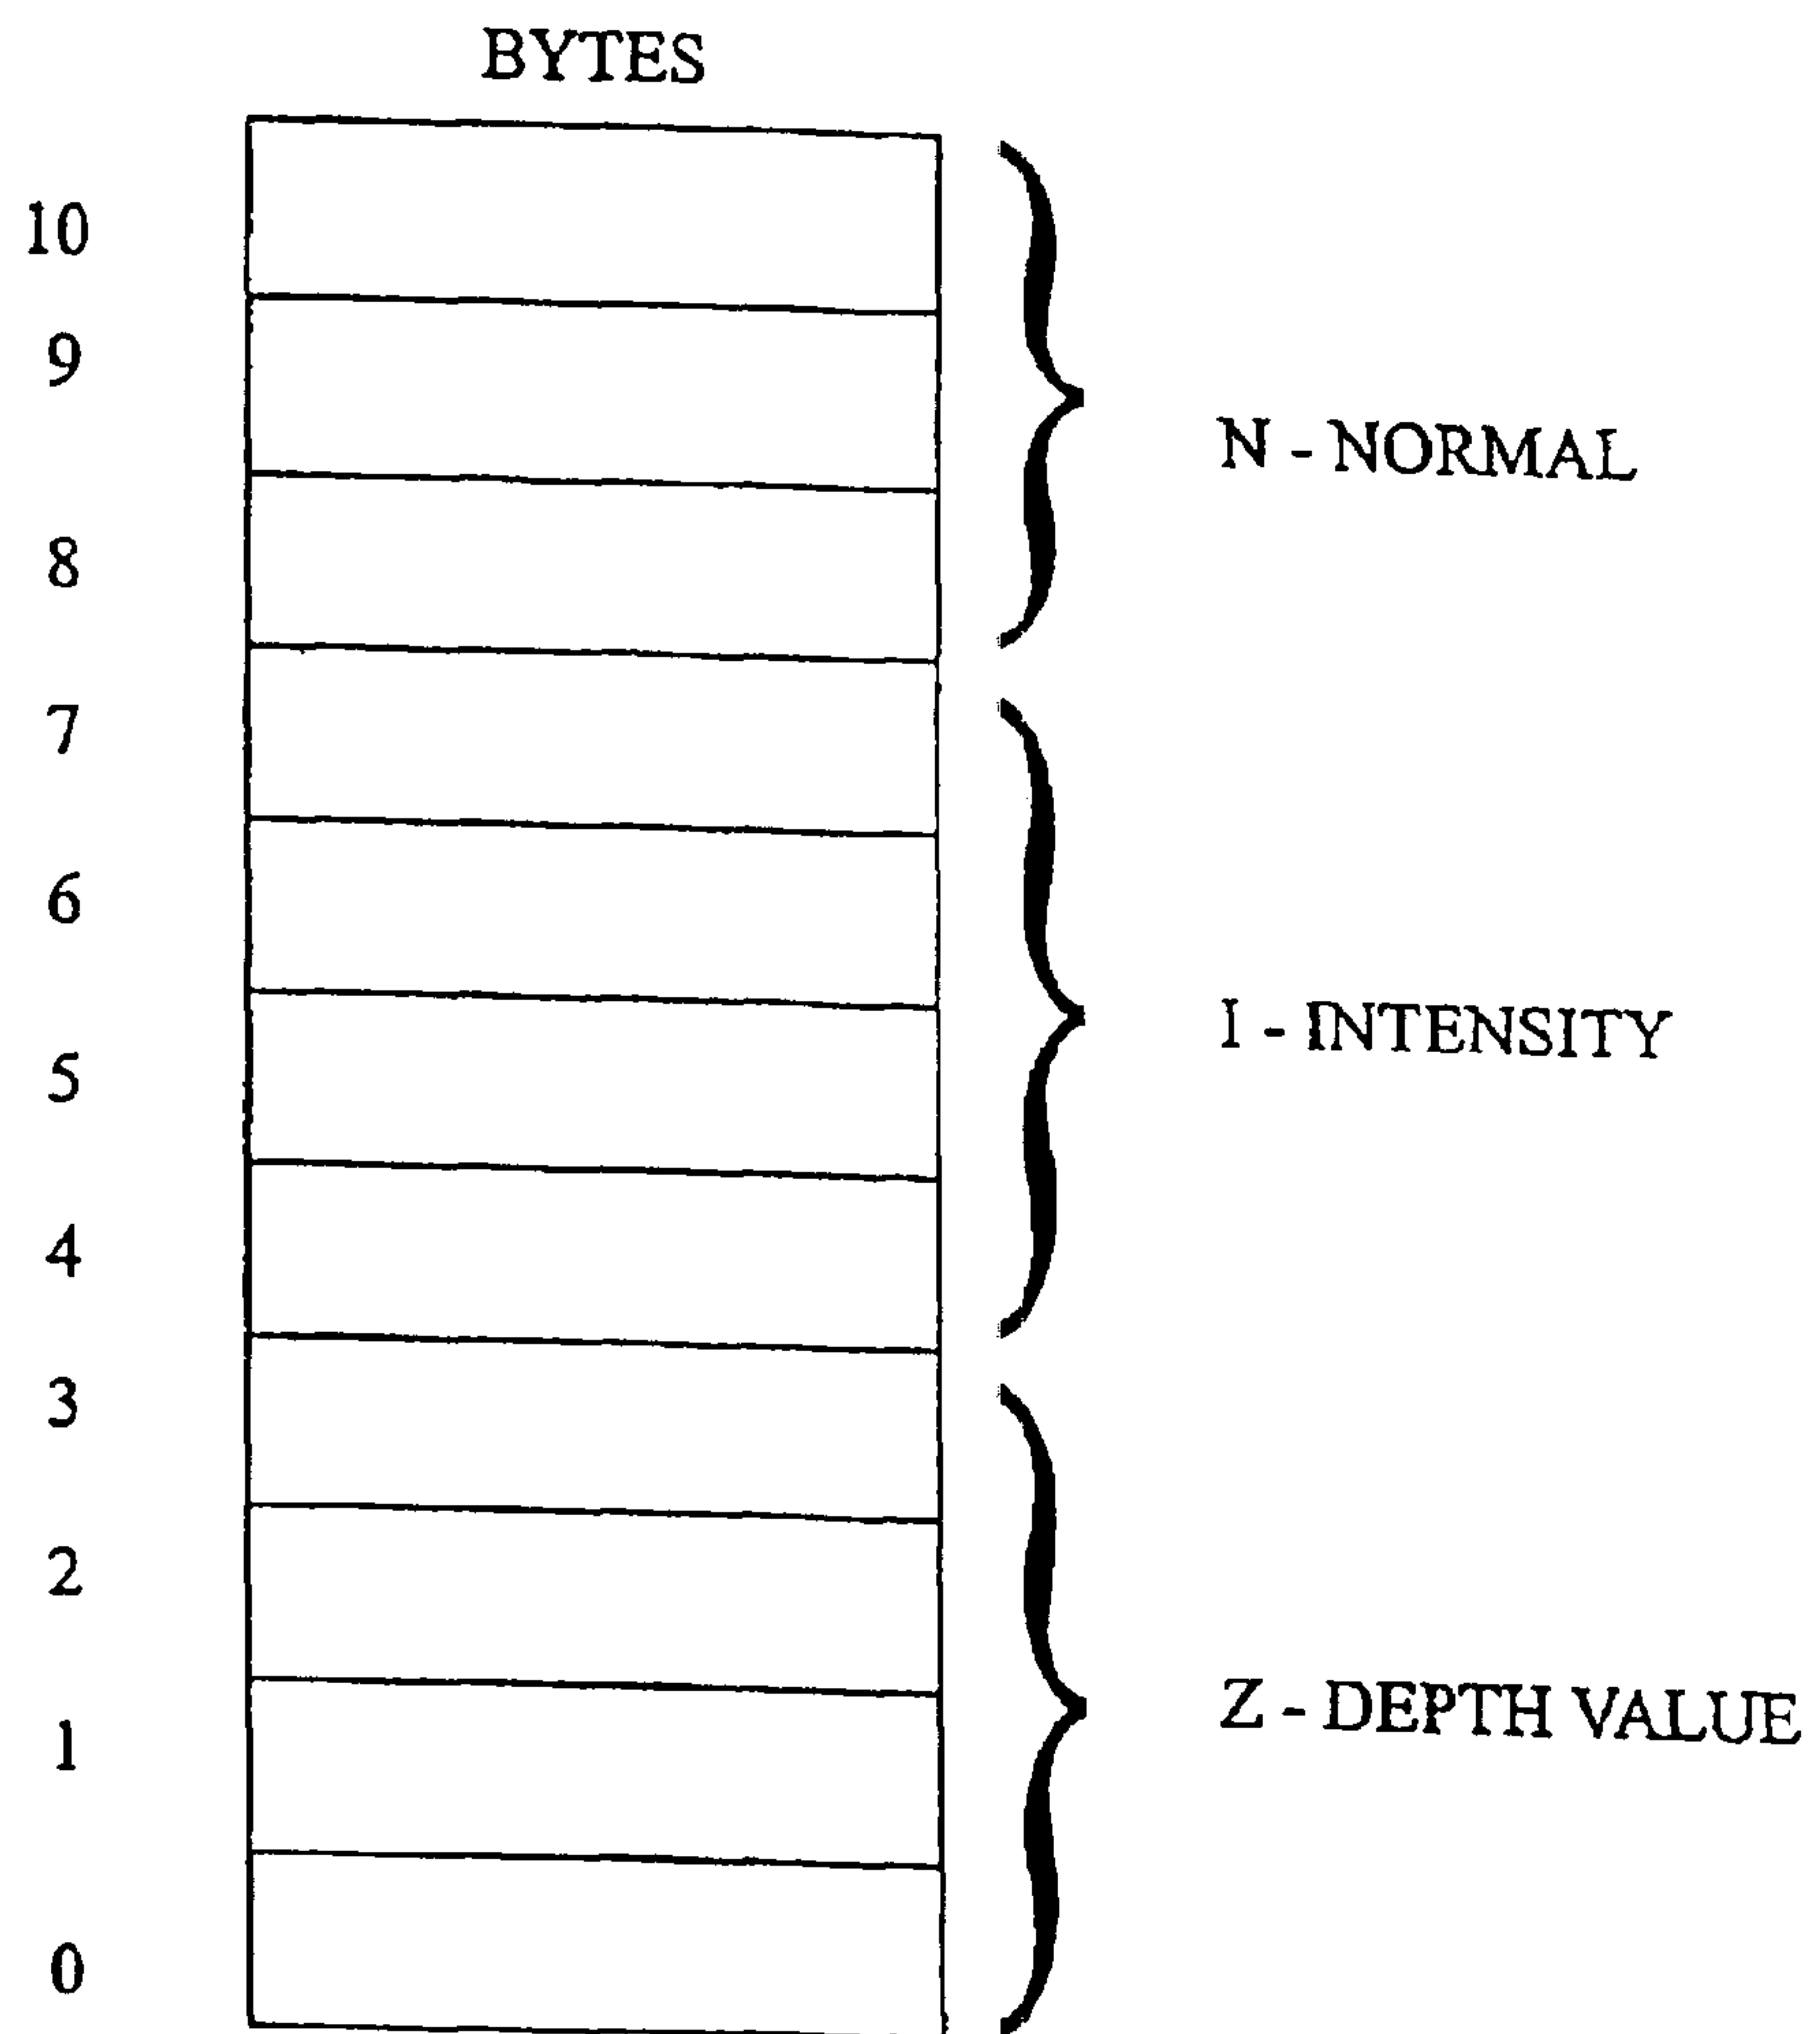 BYTES
10
9
N - NORMAL
8
7
6
I - INTENSITY
5
4
3
2
Z - DEPTH VALUE
1
0